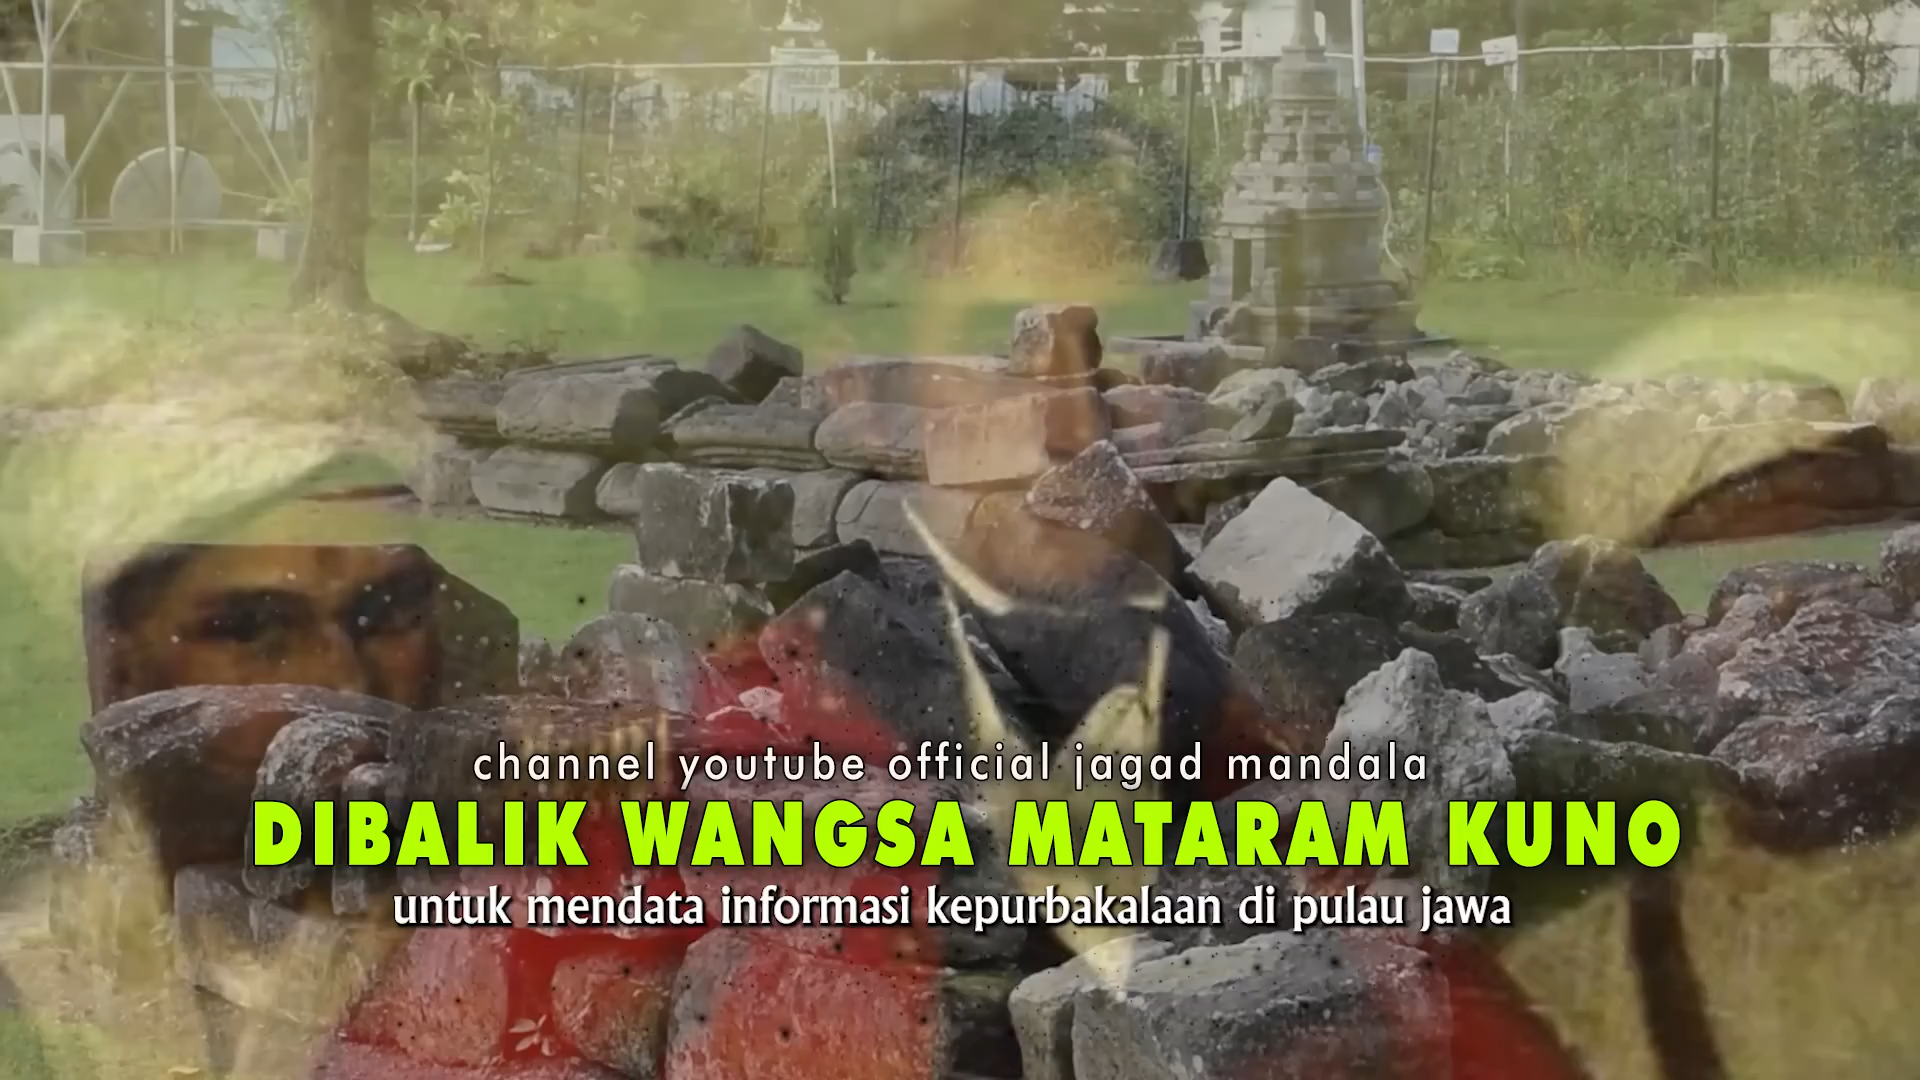 channel youtube official jagad mandala
DIBALIK WANGSA MATARAM KUNO
untuk mendata informasi kepurbakalaan di pulau jawa